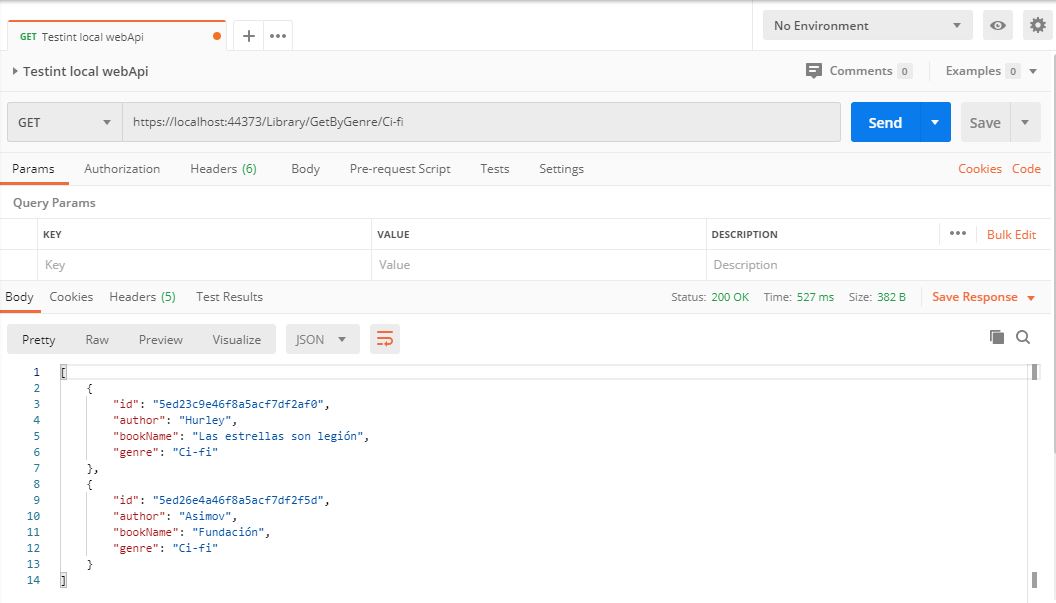 GET Testint local webApi
No Environment
Testint local webApi
Comments 0 Examples 0
GET https://localhost:44373/Library/GetByGenre/Ci-fi Send Save
Params Authorization Headers (6) Body Pre-request Script Tests Settings Cookies Code
Query Params
KEY VALUE DESCRIPTION Bulk Edit
Key Value Description
Body Cookies Headers (5) Test Results Status: 200 OK Time: 527 ms Size: 382 B Save Response
Pretty Raw Preview Visualize JSON
1 [
2 {
3 "id": "5ed23c9e46f8a5acf7df2af0",
4 "author": "Hurley",
5 "bookName": "Las estrellas son legión",
6 "genre": "Ci-fi"
7 },
8 {
9 "id": "5ed26e4a46f8a5acf7df2f5d",
10 "author": "Asimov",
11 "bookName": "Fundación",
12 "genre": "Ci-fi"
13 }
14 ]